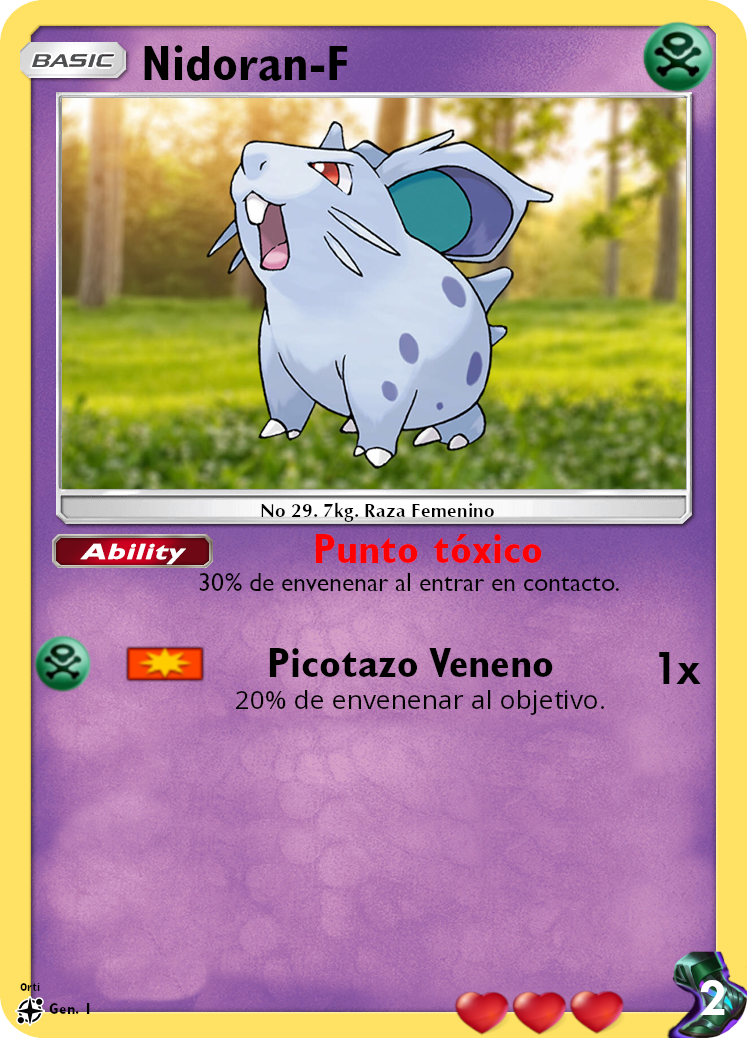 BASIC
Nidoran-F
No 29. 7kg. Raza Femenino
Ability
Punto tóxico
30% de envenenar al entrar en contacto.
Picotazo Veneno
1x
20% de envenenar al objetivo.
Orti
Gen. 1
2